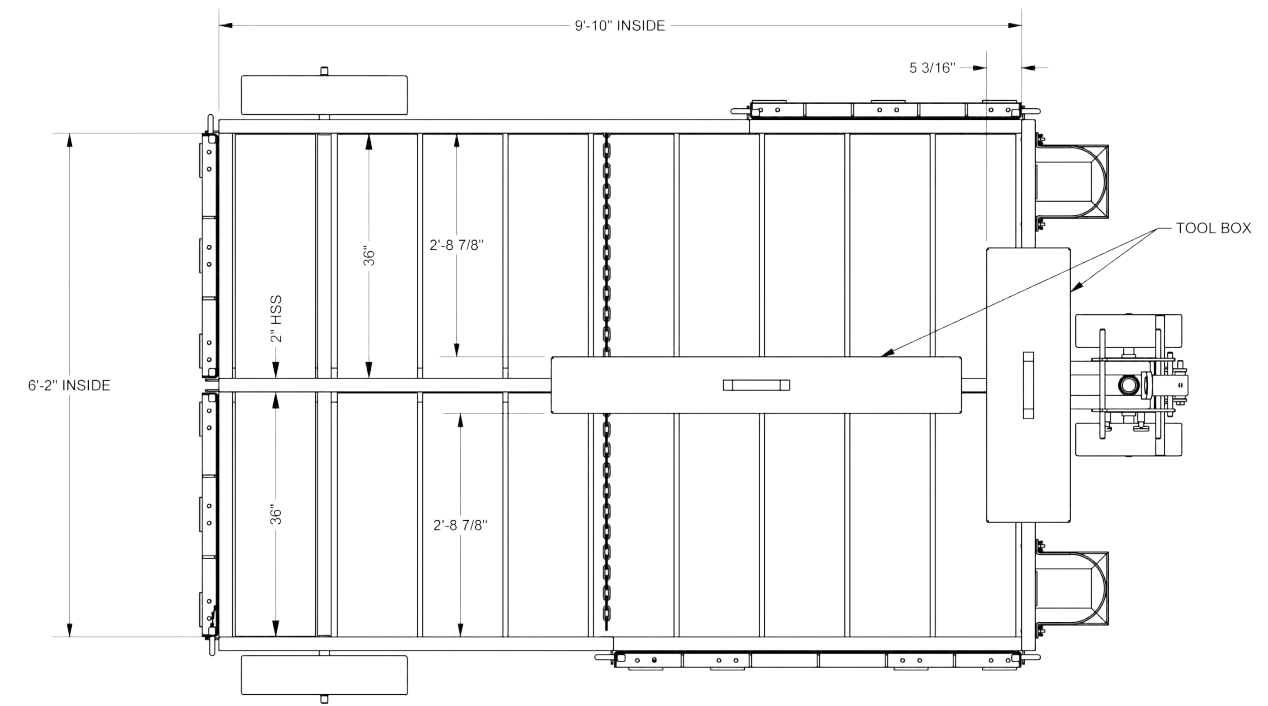 9'-10" INSIDE
5 3/16"
TOOL BOX
36"
2'-8 7/8"
2" HSS
6'-2" INSIDE
36"
2'-8 7/8"